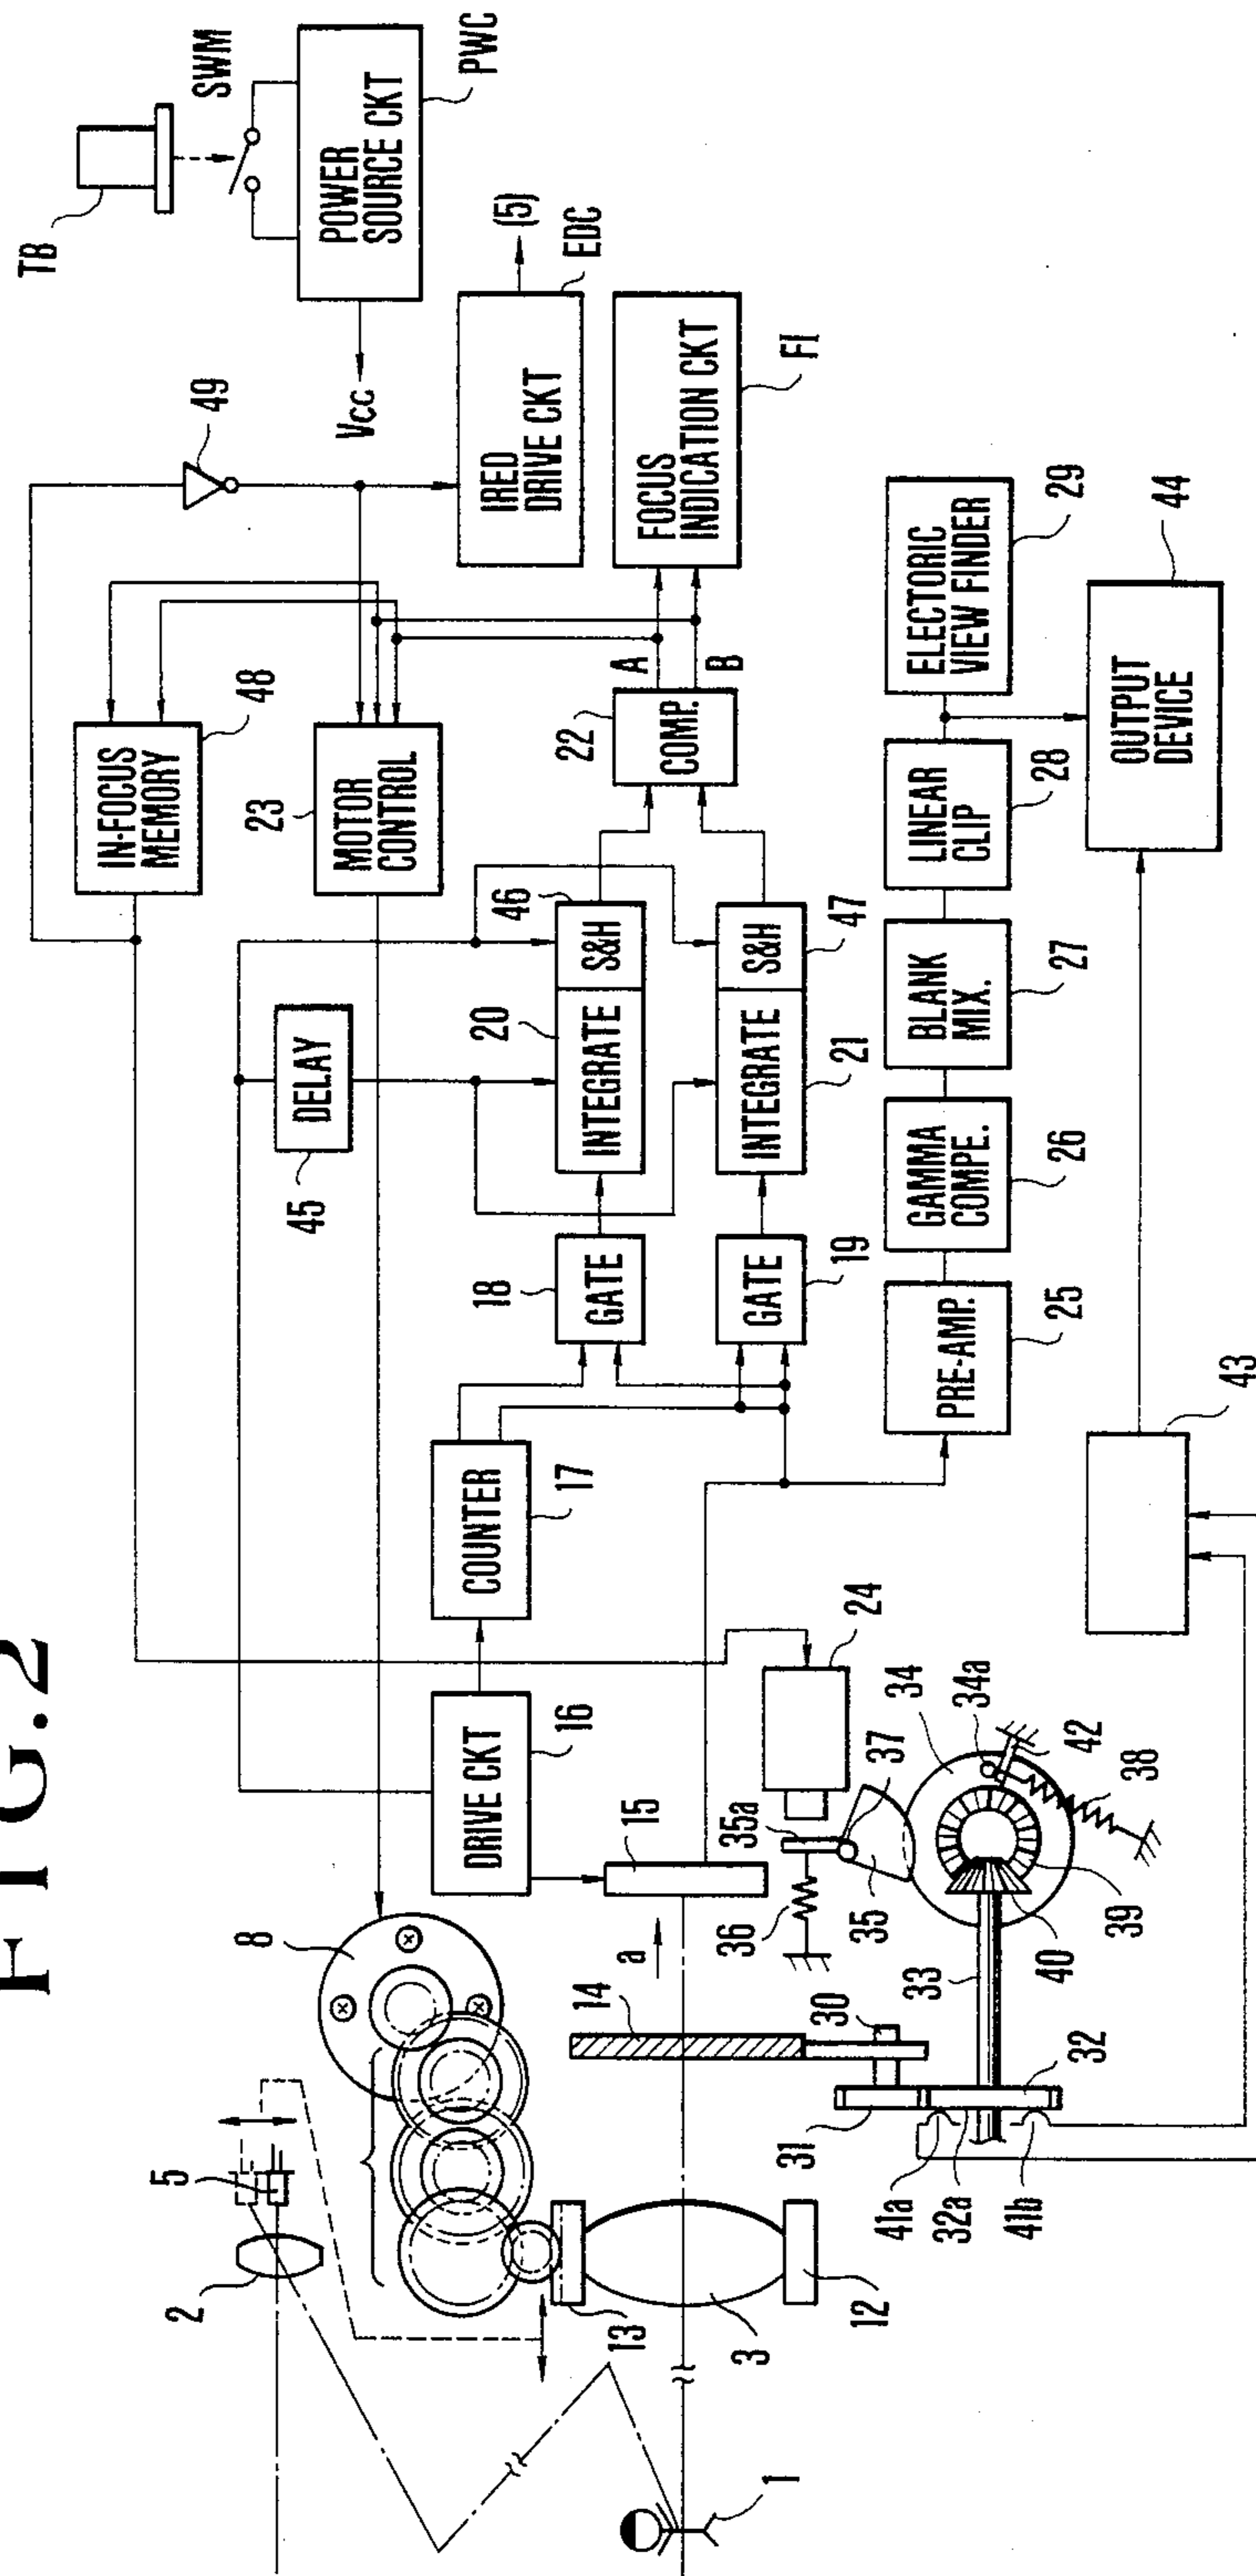 FIG.2
TB
SWM
POWER
SOURCE CKT
PWC
Vcc
49
IRED
DRIVE CKT
(5)
EDC
FOCUS
INDICATION CKT
FI
IN-FOCUS
MEMORY
48
23
MOTOR
CONTROL
22
COMP.
A
B
DELAY
45
20
INTEGRATE
S&H
46
INTEGRATE
21
S&H
47
18
GATE
GATE
19
COUNTER
17
DRIVE CKT
16
15
PRE-AMP.
25
GAMMA
COMPE.
26
BLANK
MIX.
27
LINEAR
CLIP
28
ELECTORIC
VIEW FINDER
29
OUTPUT
DEVICE
44
43
24
8
5
2
a
14
30
31
32
33
34
34a
35
35a
36
37
38
39
40
41a
32a
41b
42
13
3
12
1